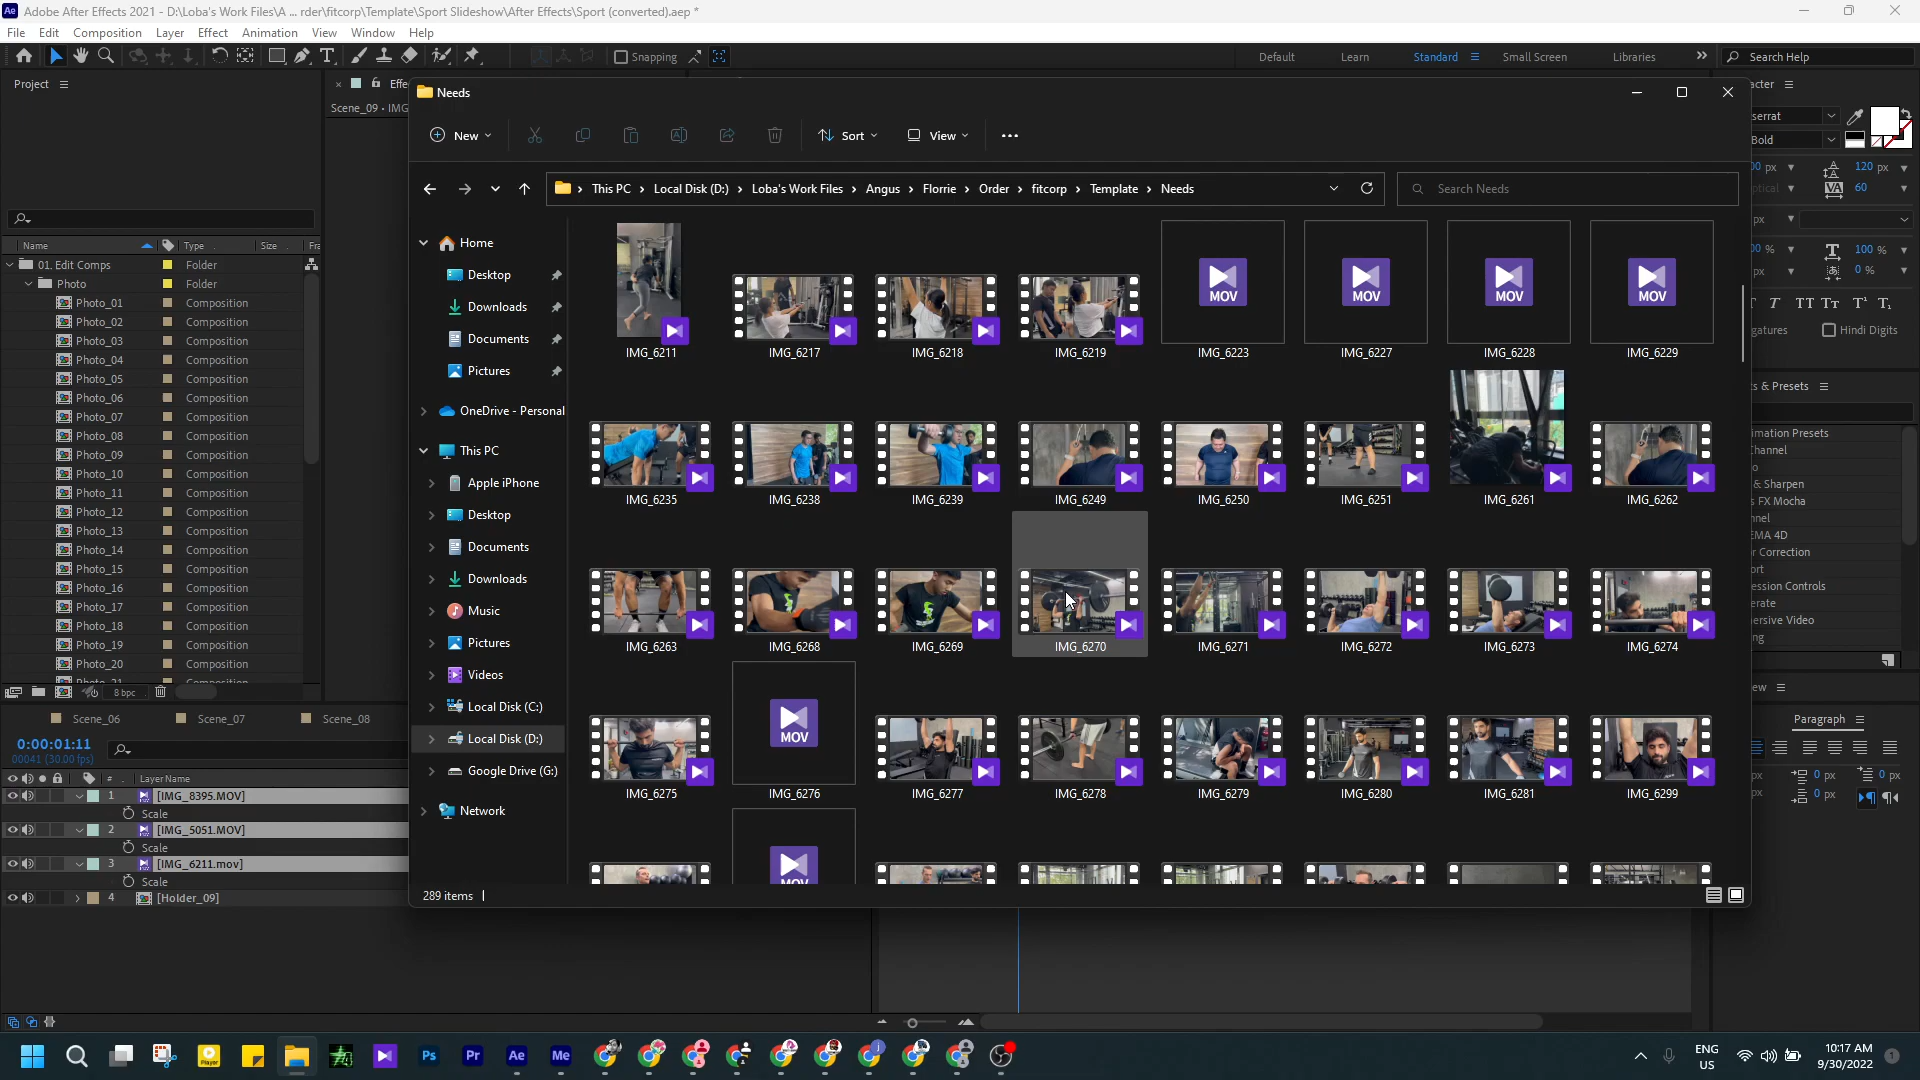 Adobe After Effects 2021 - D:\Loba's Work Files\A ... rder\fitcorp\Template\Sport Slideshow\After Effects\Sport (converted).aep *
File Edit Composition Layer Effect Animation View Window Help
Snapping Default Learn Standard Small Screen Libraries Search Help
Project
Scene_09 • IMG
Name Type Size
01. Edit Comps Folder
Photo Folder
Photo_01 Composition
Photo_02 Composition
Photo_03 Composition
Photo_04 Composition
Photo_05 Composition
Photo_06 Composition
Photo_07 Composition
Photo_08 Composition
Photo_09 Composition
Photo_10 Composition
Photo_11 Composition
Photo_12 Composition
Photo_13 Composition
Photo_14 Composition
Photo_15 Composition
Photo_16 Composition
Photo_17 Composition
Photo_18 Composition
Photo_19 Composition
Photo_20 Composition
8 bpc
Needs
New Sort View
This PC Local Disk (D:) Loba's Work Files Angus Florrie Order fitcorp Template Needs
Search Needs
Home
Desktop
Downloads
Documents
Pictures
OneDrive - Personal
This PC
Apple iPhone
Desktop
Documents
Downloads
Music
Pictures
Videos
Local Disk (C:)
Local Disk (D:)
Google Drive (G:)
Network
MOV MOV MOV MOV
IMG_6211 IMG_6217 IMG_6218 IMG_6219 IMG_6223 IMG_6227 IMG_6228 IMG_6229
IMG_6235 IMG_6238 IMG_6239 IMG_6249 IMG_6250 IMG_6251 IMG_6261 IMG_6262
IMG_6263 IMG_6268 IMG_6269 IMG_6270 IMG_6271 IMG_6272 IMG_6273 IMG_6274
MOV
IMG_6275 IMG_6276 IMG_6277 IMG_6278 IMG_6279 IMG_6280 IMG_6281 IMG_6299
289 items
acter
serrat
Bold
120 px
60
100 %
0 %
Hindi Digits
s & Presets
imation Presets
& Sharpen
s FX Mocha
EMA 4D
or Correction
ession Controls
ersive Video
Paragraph
0 px 0 px
0 px
Scene_06 Scene_07 Scene_08
0:00:01:11
00041 (30.00 fps)
# Layer Name
1 [IMG_8395.MOV]
Scale
2 [IMG_5051.MOV]
Scale
3 [IMG_6211.mov]
Scale
4 [Holder_09]
ENG
US
10:17 AM
9/30/2022